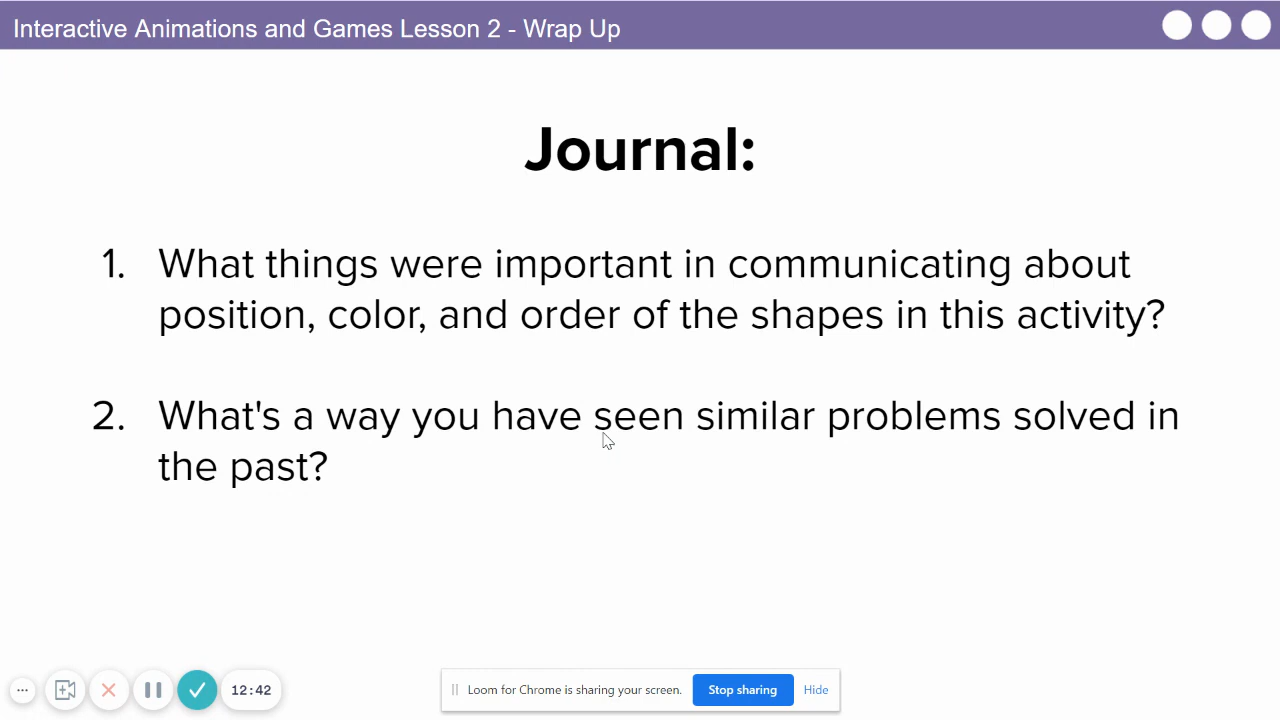 Interactive Animations and Games Lesson 2 - Wrap Up
Journal:
1. What things were important in communicating about
position, color, and order of the shapes in this activity?
2. What's a way you have seen similar problems solved in
the past?
12:42
Loom for Chrome is sharing your screen. Stop sharing Hide